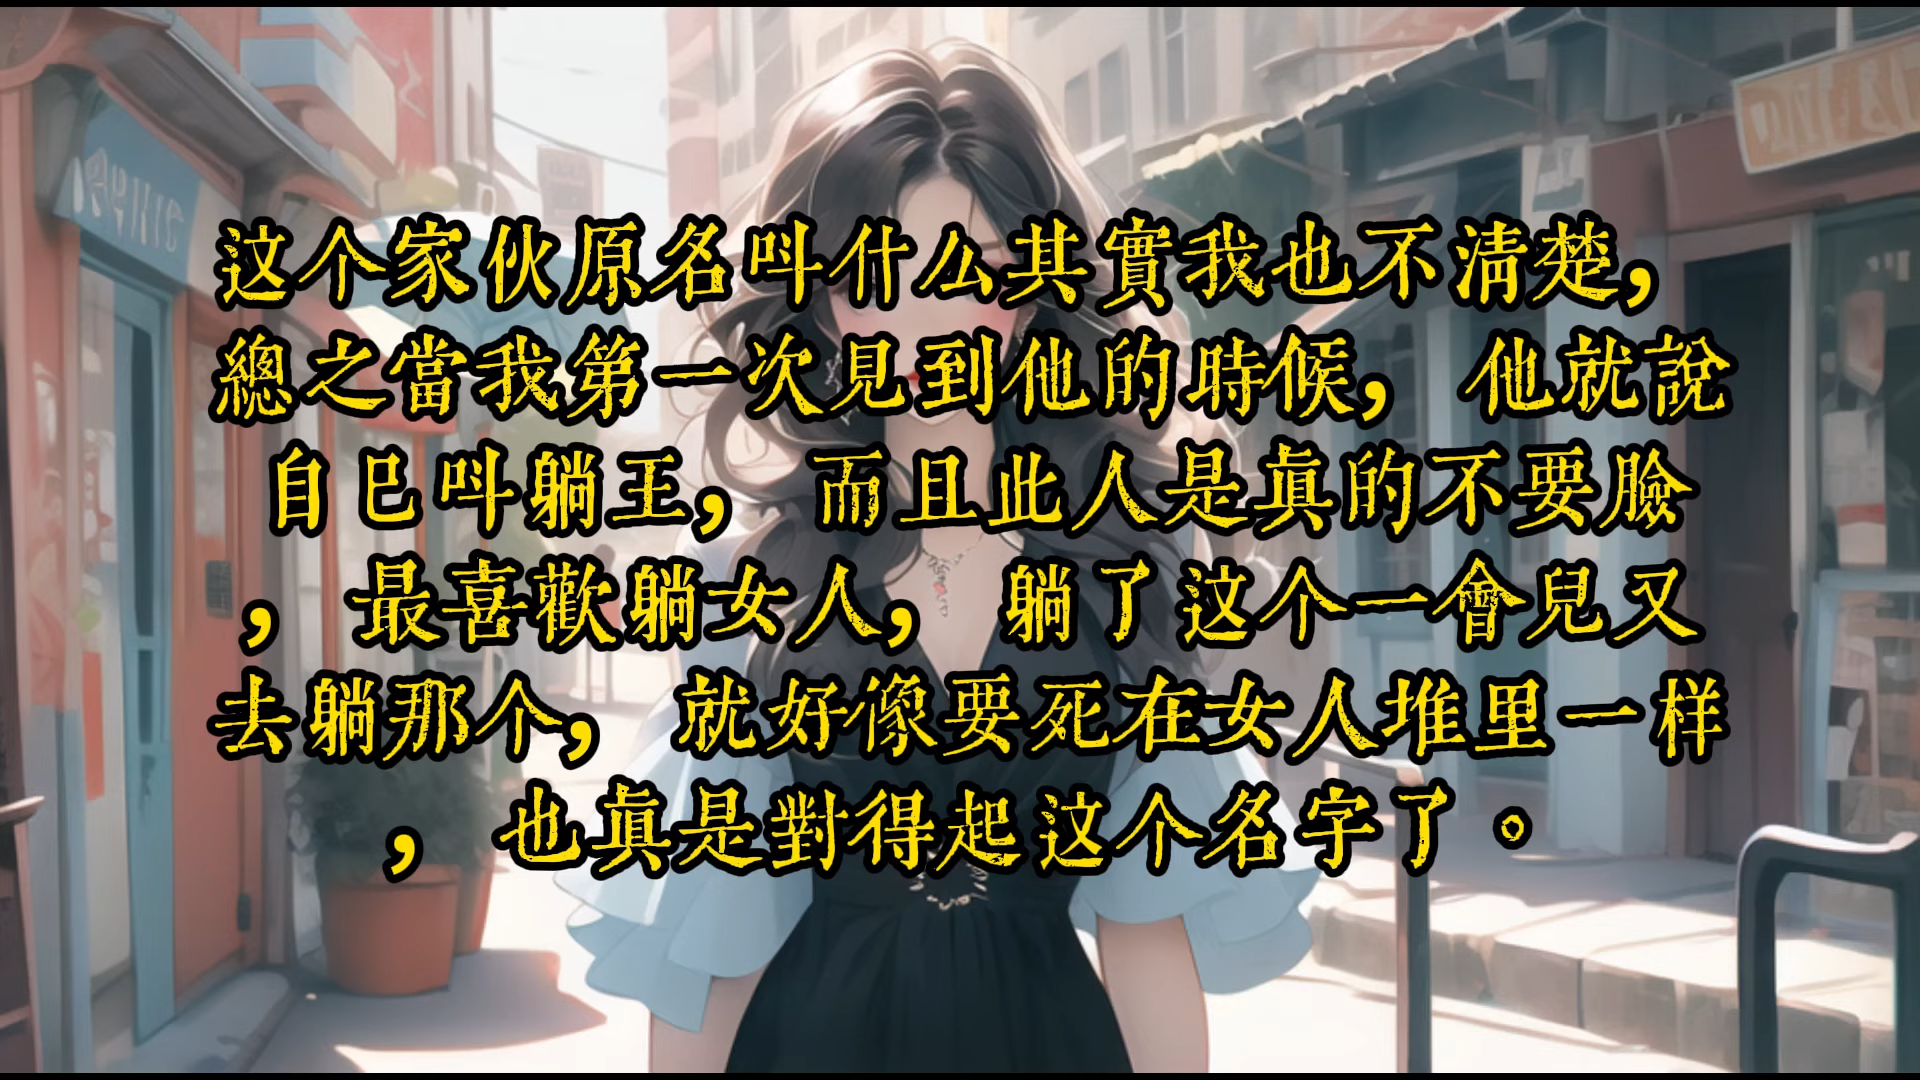 这个家伙原名叫什么其實我也不清楚，
總之當我第一次見到他的時候，他就說
自已叫躺王，而且此人是真的不要臉
，最喜歡躺女人，躺了这个一會兒又
去躺那个，就好像要死在女人堆里一样
，也真是對得起这个名字了。